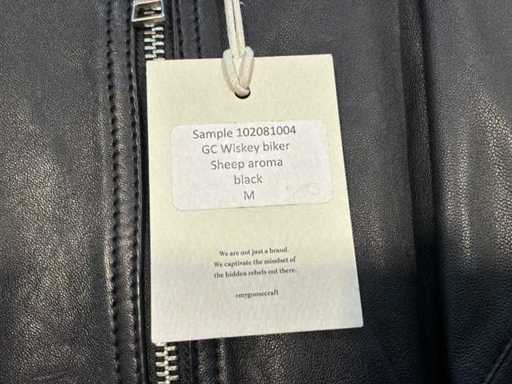 Sample 102081004
GC Wiskey biker
Sheep aroma
black
M
We are not just a brand.
We captivate the mindset of
the hidden rebels out there.
#mygoosecraft